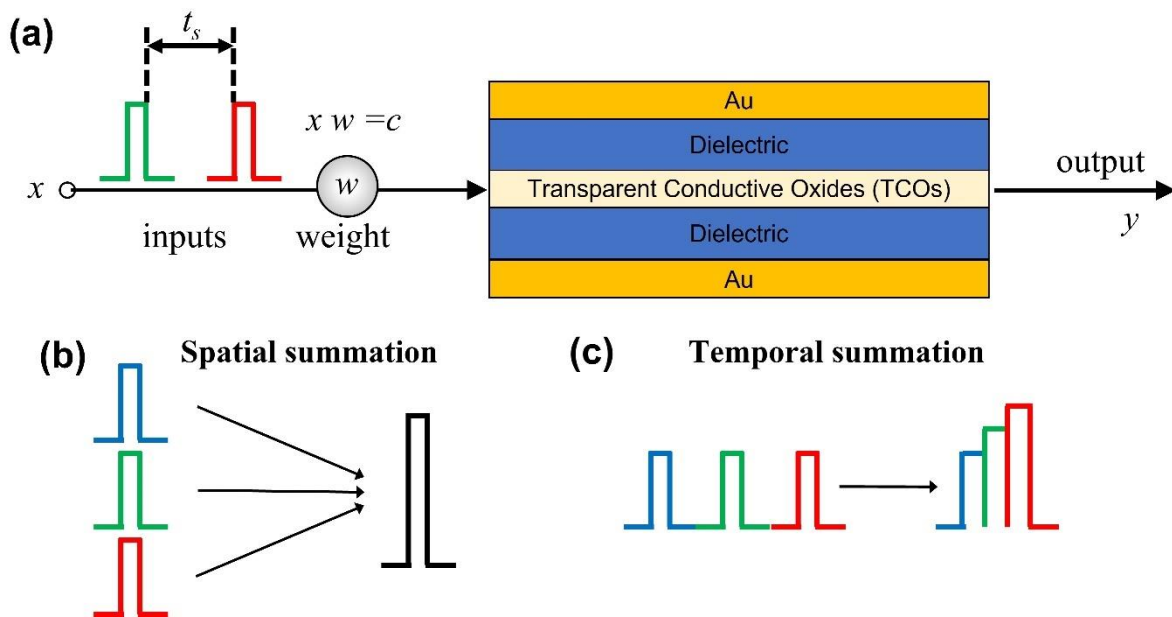 (a)
t_s
x w =c
x
w
inputs
weight
Au
Dielectric
Transparent Conductive Oxides (TCOs)
Dielectric
Au
output
y
(b)
Spatial summation
(c)
Temporal summation